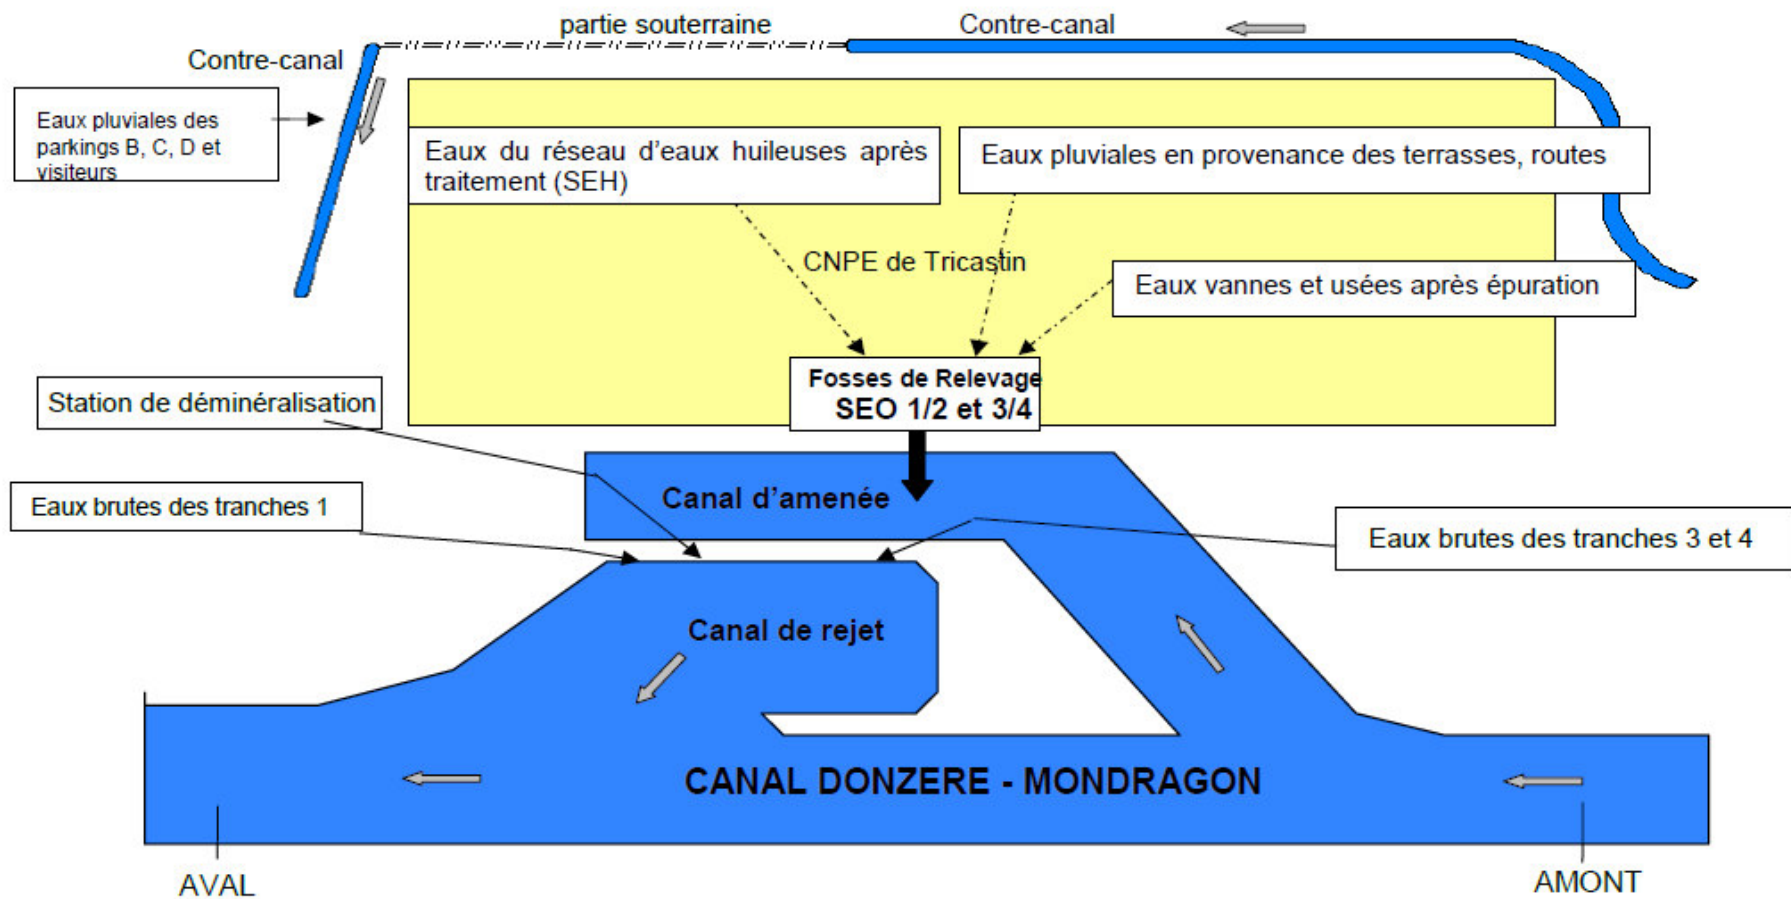 partie souterraine
Contre-canal
Contre-canal
Eaux pluviales des
parkings B, C, D et
visiteurs
Eaux du réseau d'eaux huileuses après
traitement (SEH)
Eaux pluviales en provenance des terrasses, routes
CNPE de Tricastin
Eaux vannes et usées après épuration
Fosses de Relevage
SEO 1/2 et 3/4
Station de déminéralisation
Eaux brutes des tranches 1
Canal d'amenée
Eaux brutes des tranches 3 et 4
Canal de rejet
CANAL DONZERE - MONDRAGON
AVAL
AMONT